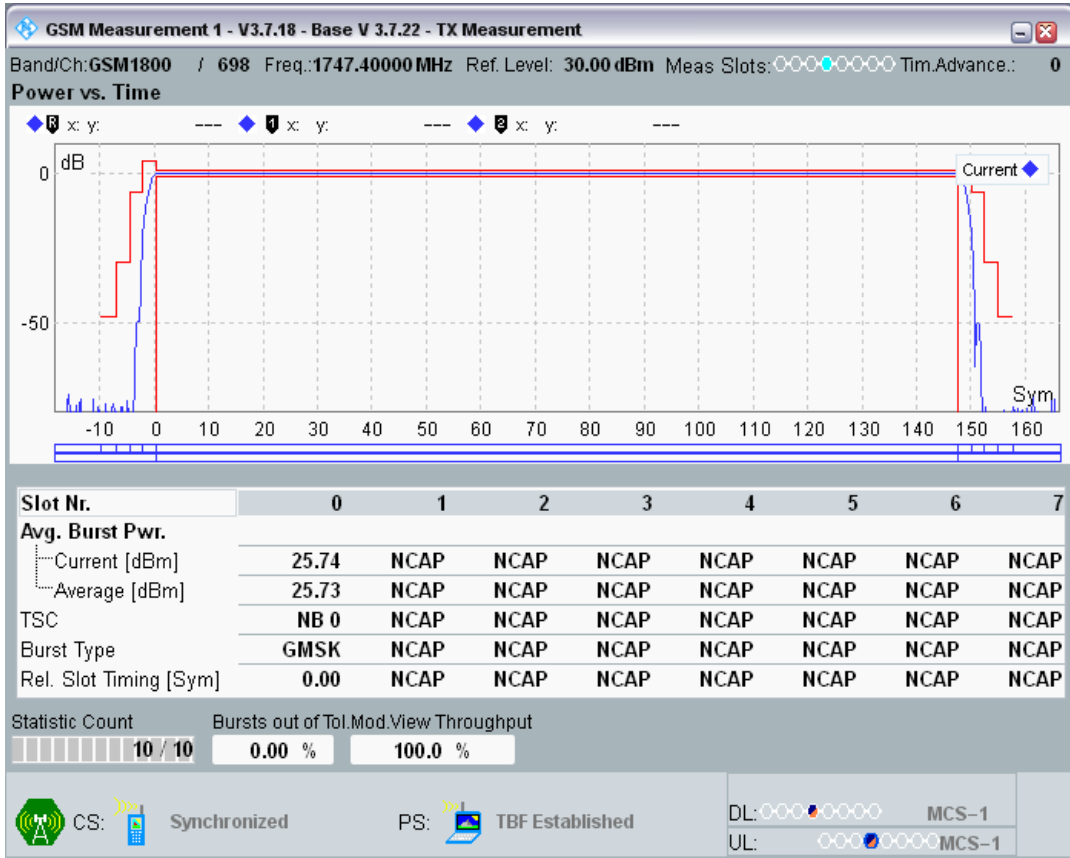 GSM Measurement 1 - V3.7.18 - Base V 3.7.22 - TX Measurement
Band/Ch:GSM1800 / 698 Freq.:1747.40000 MHz Ref. Level: 30.00 dBm Meas Slots: Tim.Advance.: 0
Power vs. Time
R x: y: --- 1 x: y: --- 2 x: y: ---
dB
Current
0
-50
Sym
-10 0 10 20 30 40 50 60 70 80 90 100 110 120 130 140 150 160
Slot Nr. 0 1 2 3 4 5 6 7
Avg. Burst Pwr.
Current [dBm] 25.74 NCAP NCAP NCAP NCAP NCAP NCAP NCAP
Average [dBm] 25.73 NCAP NCAP NCAP NCAP NCAP NCAP NCAP
TSC NB 0 NCAP NCAP NCAP NCAP NCAP NCAP NCAP
Burst Type GMSK NCAP NCAP NCAP NCAP NCAP NCAP NCAP
Rel. Slot Timing [Sym] 0.00 NCAP NCAP NCAP NCAP NCAP NCAP NCAP
Statistic Count Bursts out of Tol.Mod.View Throughput
10 / 10 0.00 % 100.0 %
CS: Synchronized PS: TBF Established
DL: MCS-1
UL: MCS-1